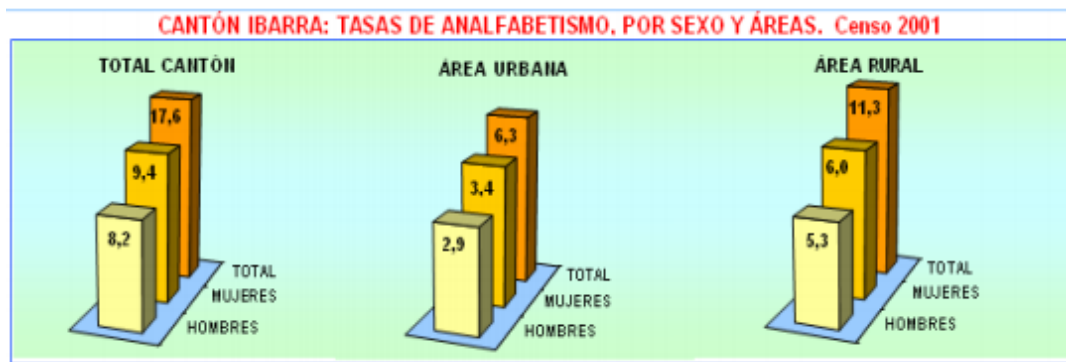 CANTÓN IBARRA: TASAS DE ANALFABETISMO, POR SEXO Y ÁREAS. Censo 2001
TOTAL CANTÓN
17,6
9,4
8,2
TOTAL
MUJERES
HOMBRES
ÁREA URBANA
6,3
3,4
2,9
TOTAL
MUJERES
HOMBRES
ÁREA RURAL
11,3
6,0
5,3
TOTAL
MUJERES
HOMBRES